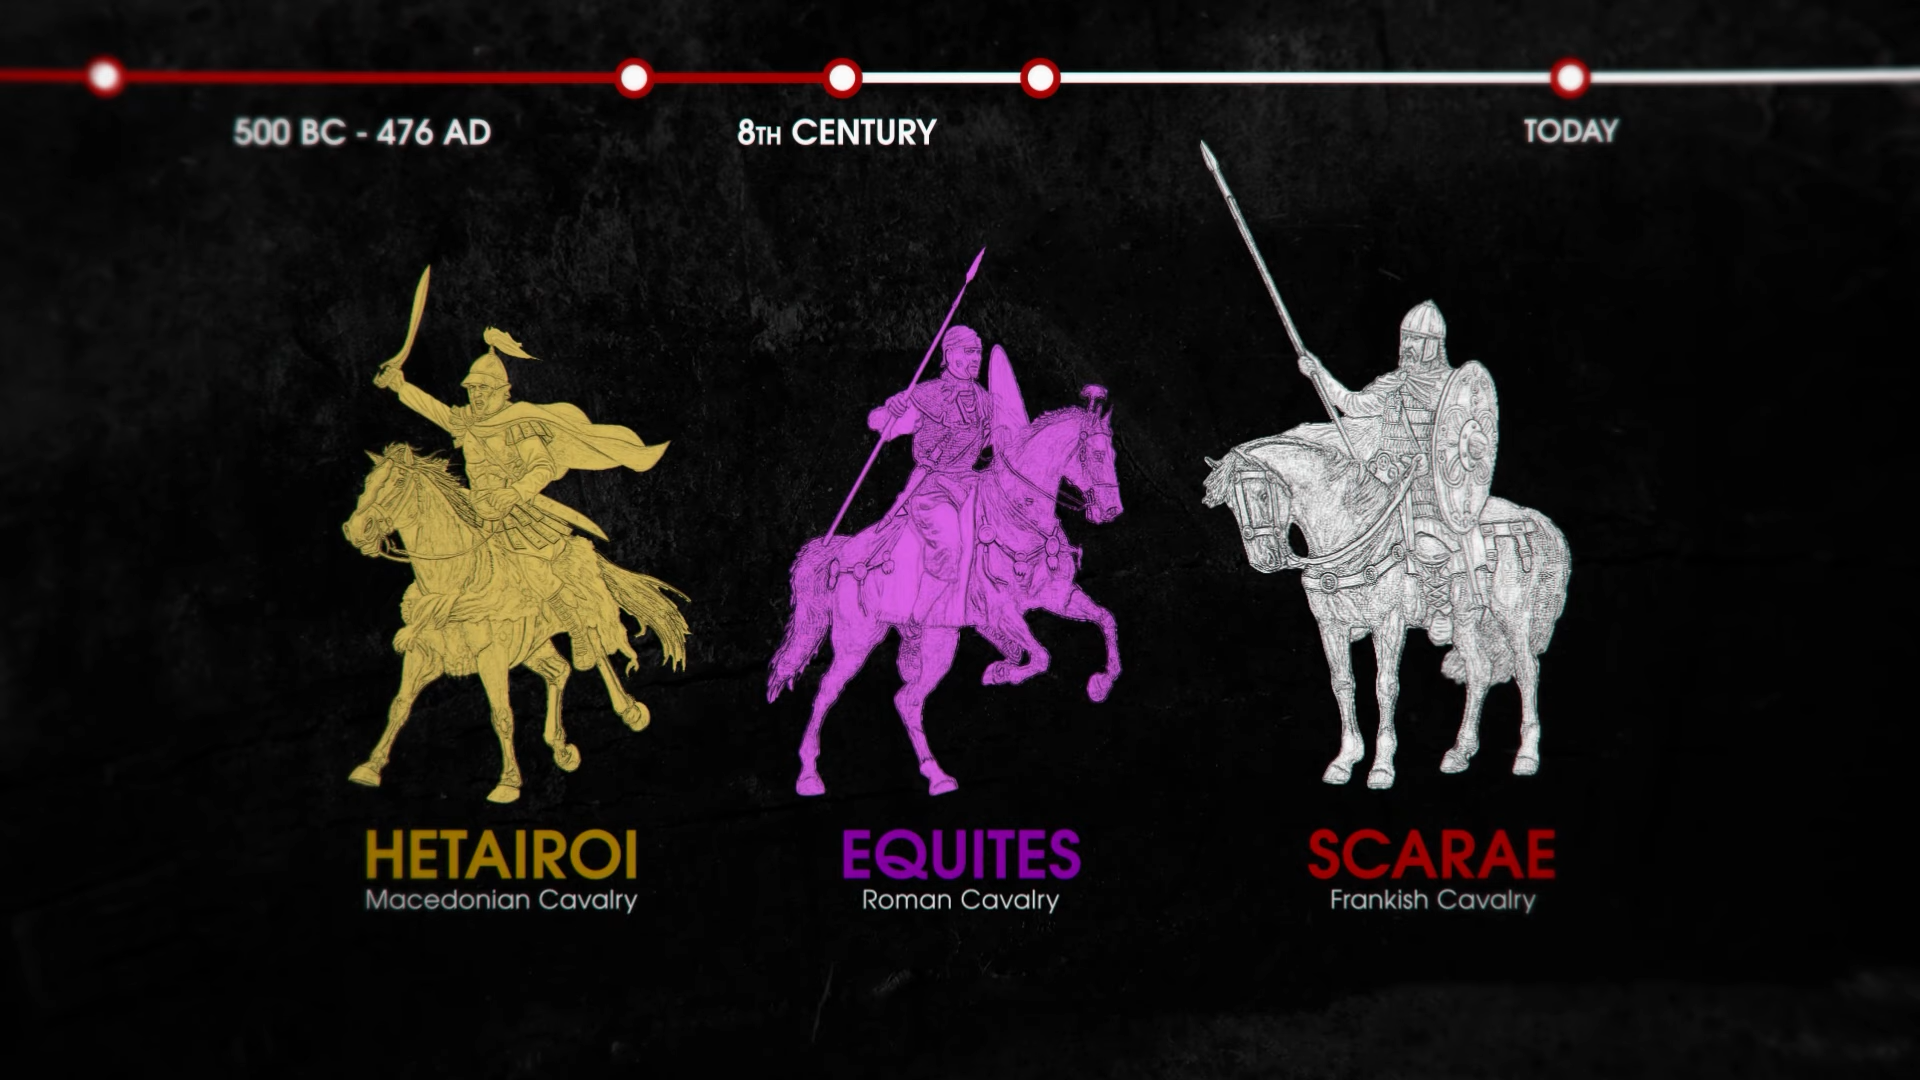 500 BC - 476 AD
8TH CENTURY
TODAY
HETAIROI
Macedonian Cavalry
EQUITES
Roman Cavalry
SCARAE
Frankish Cavalry